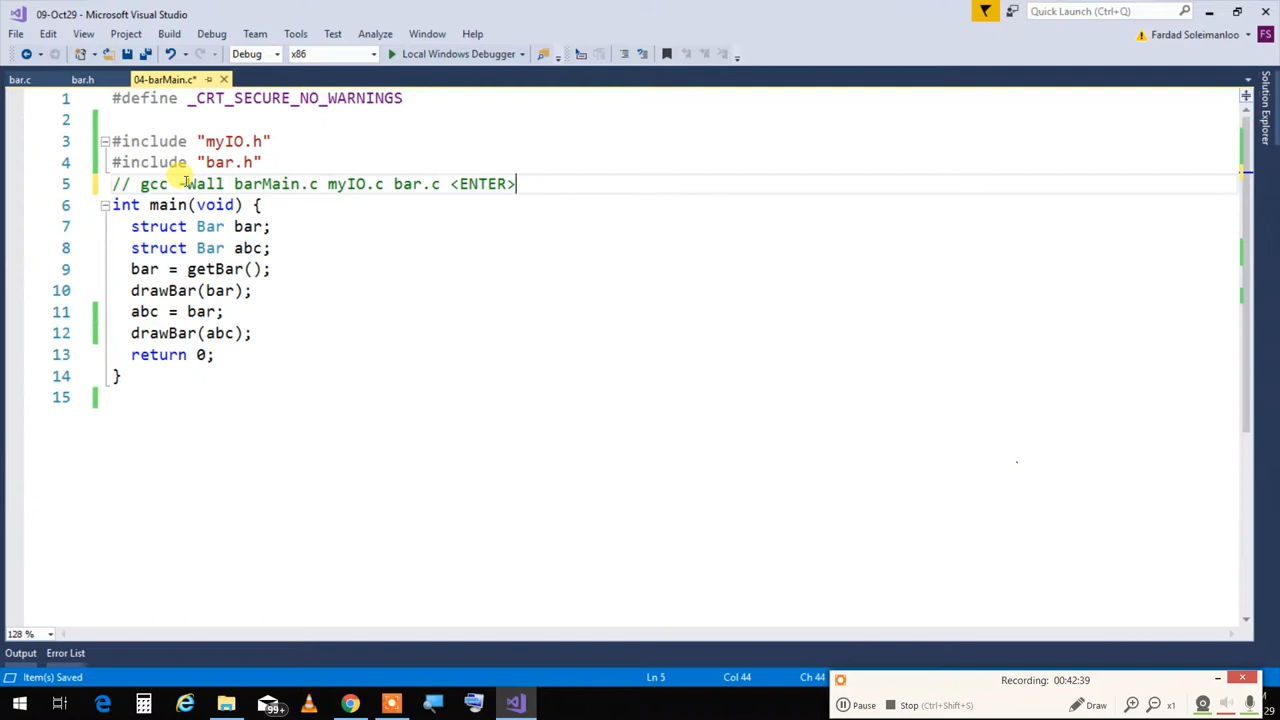 09-Oct29 - Microsoft Visual Studio
Quick Launch (Ctrl+Q)
File Edit View Project Build Debug Team Tools Test Analyze Window Help
Fardad Soleimanloo FS
Debug x86 Local Windows Debugger
bar.c bar.h 04-barMain.c*
Solution Explorer
1 #define _CRT_SECURE_NO_WARNINGS
2
3 #include "myIO.h"
4 #include "bar.h"
5 // gcc -Wall barMain.c myIO.c bar.c <ENTER>
6 int main(void) {
7 struct Bar bar;
8 struct Bar abc;
9 bar = getBar();
10 drawBar(bar);
11 abc = bar;
12 drawBar(abc);
13 return 0;
14 }
15
128 %
Output Error List
Item(s) Saved Ln 5 Col 44 Ch 44
Recording: 00:42:39
Pause Stop (Ctrl+Shift+S) Draw x1
99+
M
29